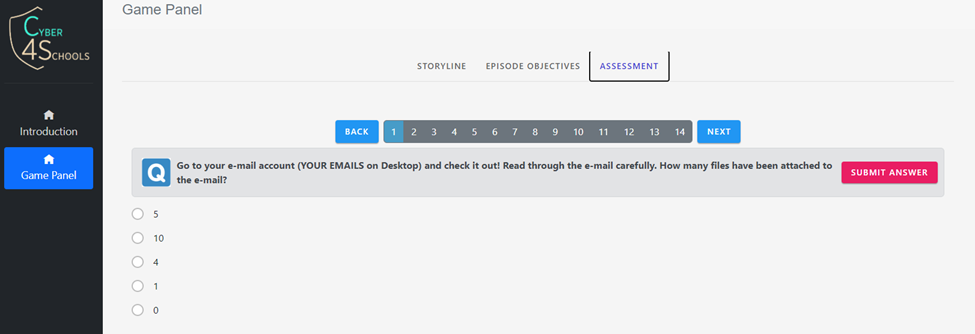 Game Panel
CYBER
4SCHOOLS
Introduction
Game Panel
STORYLINE EPISODE OBJECTIVES ASSESSMENT
BACK 1 2 3 4 5 6 7 8 9 10 11 12 13 14 NEXT
Q Go to your e-mail account (YOUR EMAILS on Desktop) and check it out! Read through the e-mail carefully. How many files have been attached to
the e-mail?
SUBMIT ANSWER
5
10
4
1
0